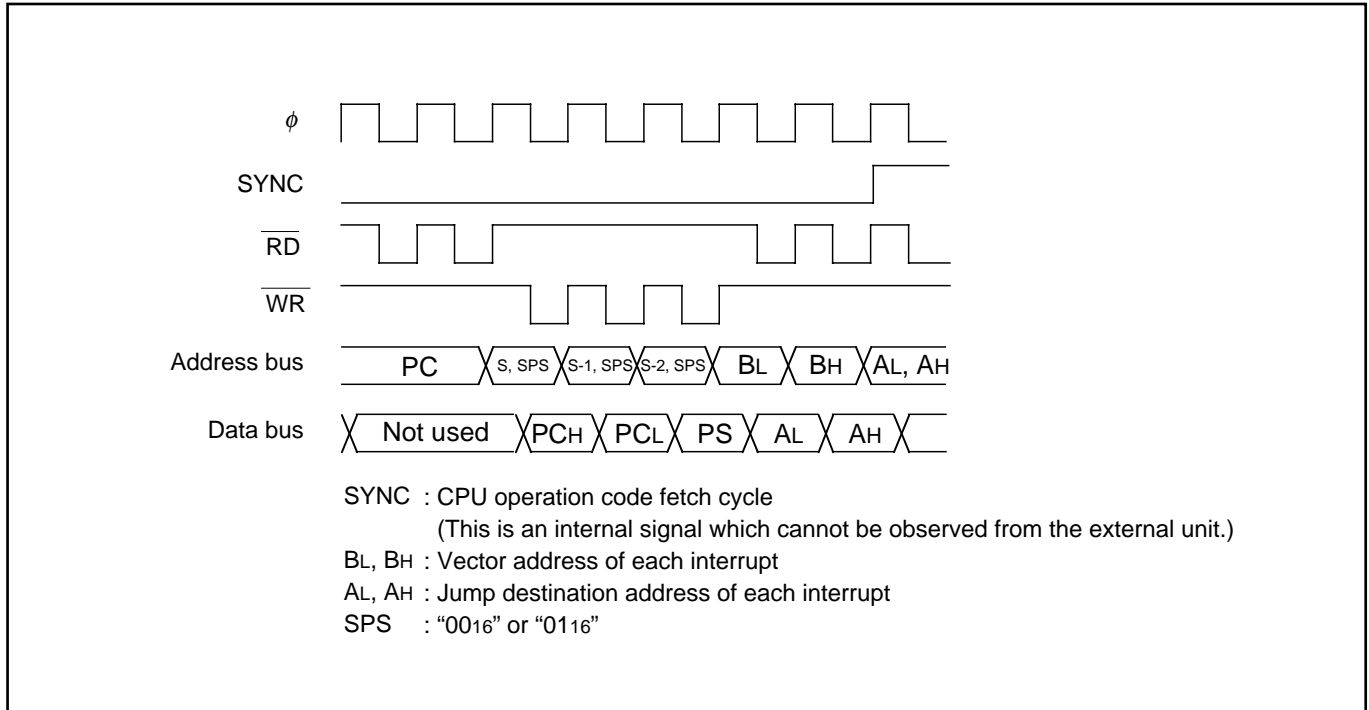 ϕ
SYNC
RD
WR
Address bus PC S, SPS S-1, SPS S-2, SPS BL BH AL, AH
Data bus Not used PCH PCL PS AL AH
SYNC : CPU operation code fetch cycle
(This is an internal signal which cannot be observed from the external unit.)
BL, BH : Vector address of each interrupt
AL, AH : Jump destination address of each interrupt
SPS : “0016” or “0116”